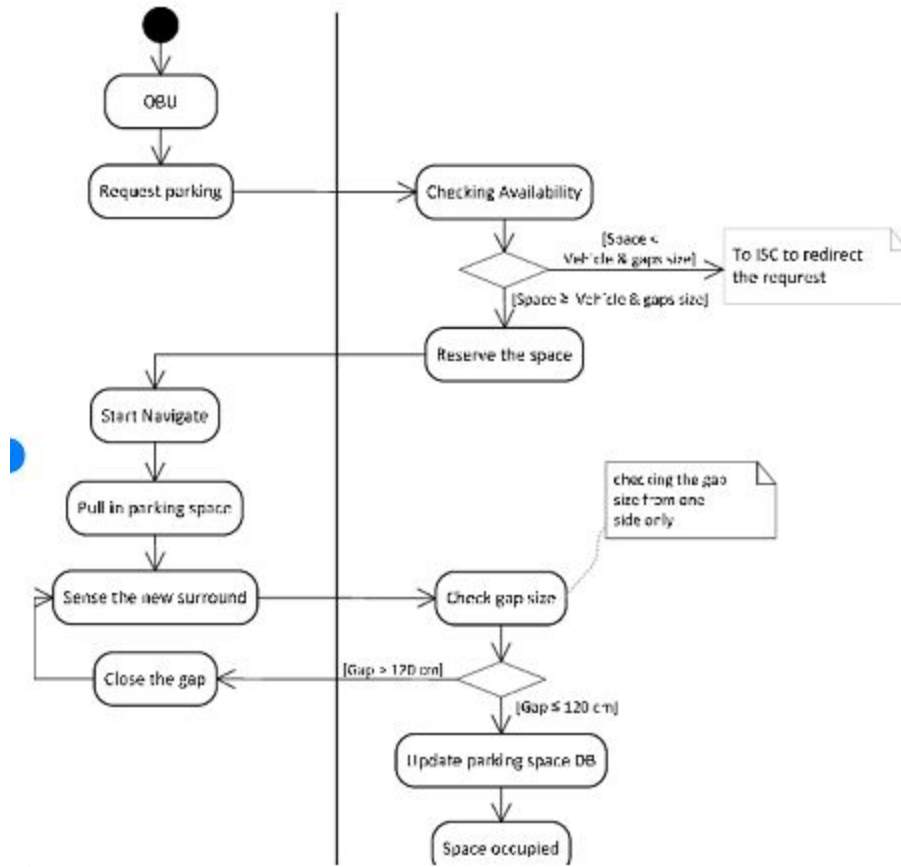 OBU
Request parking
Checking Availability
[Space <
Vehicle & gaps size]
To ISC to redirect
the requrest
[Space ≥ Vehicle & gaps size]
Reserve the space
Start Navigate
Pull in parking space
checking the gap
size from one
side only
Sense the new surround
Check gap size
Close the gap
[Gap > 120 cm]
[Gap ≤ 120 cm]
Update parking space DB
Space occupied